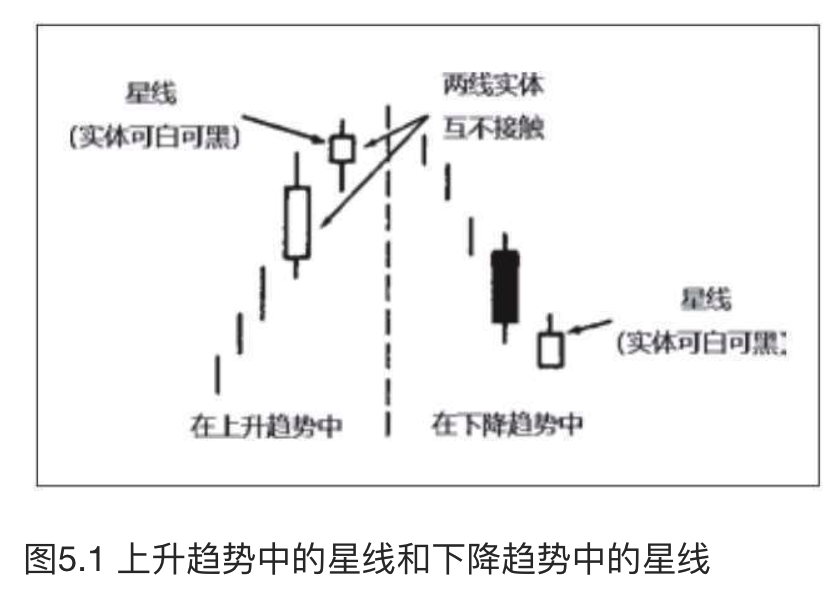 星线
(实体可白可黑)
两线实体
互不接触
星线
(实体可白可黑)
在上升趋势中
在下降趋势中
图5.1 上升趋势中的星线和下降趋势中的星线